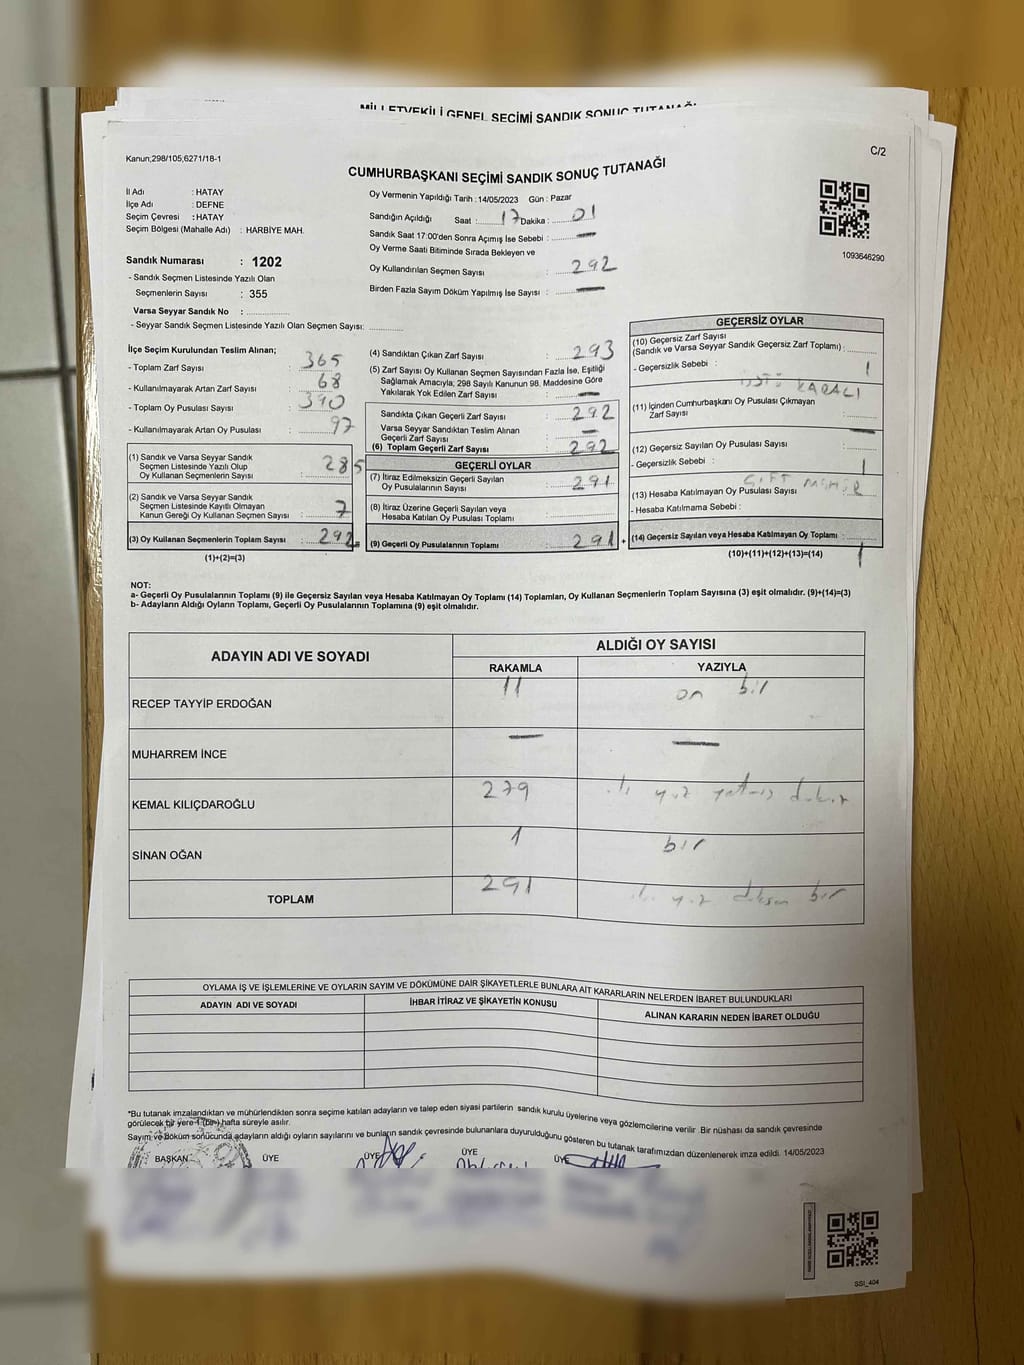 MİLLETVEKİLİ GENEL SEÇİMİ SANDIK SONUÇ TUTANAĞI
Kanun;298/105,6271/18-1
C/2
CUMHURBAŞKANI SEÇİMİ SANDIK SONUÇ TUTANAĞI
İl Adı : HATAY
İlçe Adı : DEFNE
Seçim Çevresi : HATAY
Seçim Bölgesi (Mahalle Adı) : HARBİYE MAH.
Sandık Numarası : 1202
- Sandık Seçmen Listesinde Yazılı Olan
Seçmenlerin Sayısı : 355
Varsa Seyyar Sandık No : ..............
- Seyyar Sandık Seçmen Listesinde Yazılı Olan Seçmen Sayısı: ............
Oy Vermenin Yapıldığı Tarih : 14/05/2023 Gün : Pazar
Sandığın Açıldığı Saat : 17 Dakika : 01
Sandık Saat 17:00'den Sonra Açımış İse Sebebi : —
Oy Verme Saati Bitiminde Sırada Bekleyen ve
Oy Kullandırılan Seçmen Sayısı : 292
Birden Fazla Sayım Döküm Yapılmış İse Sayısı : —
1093646290
İlçe Seçim Kurulundan Teslim Alınan;
- Toplam Zarf Sayısı : 365
- Kullanılmayarak Artan Zarf Sayısı : 68
- Toplam Oy Pusulası Sayısı : 390
- Kullanılmayarak Artan Oy Pusulası : 97
(1) Sandık ve Varsa Seyyar Sandık
Seçmen Listesinde Yazılı Olup
Oy Kullanan Seçmenlerin Sayısı : 285
(2) Sandık ve Varsa Seyyar Sandık
Seçmen Listesinde Kayıtlı Olmayan
Kanun Gereği Oy Kullanan Seçmen Sayısı : 7
(3) Oy Kullanan Seçmenlerin Toplam Sayısı : 292
(1)+(2)=(3)
=
(4) Sandıktan Çıkan Zarf Sayısı : 293
(5) Zarf Sayısı Oy Kullanan Seçmen Sayısından Fazla İse, Eşitliği
Sağlamak Amacıyla; 298 Sayılı Kanunun 98. Maddesine Göre
Yakılarak Yok Edilen Zarf Sayısı : —
Sandıkta Çıkan Geçerli Zarf Sayısı : 292
Varsa Seyyar Sandıktan Teslim Alınan
Geçerli Zarf Sayısı : —
(6) Toplam Geçerli Zarf Sayısı : 292
GEÇERLİ OYLAR
(7) İtiraz Edilmeksizin Geçerli Sayılan
Oy Pusulalarının Sayısı : 291
(8) İtiraz Üzerine Geçerli Sayılan veya
Hesaba Katılan Oy Pusulası Toplamı :
(9) Geçerli Oy Pusulalarının Toplamı : 291
+
GEÇERSİZ OYLAR
(10) Geçersiz Zarf Sayısı
(Sandık ve Varsa Seyyar Sandık Geçersiz Zarf Toplamı) :
- Geçersizlik Sebebi : 1
ÜSTÜ KARALI
(11) İçinden Cumhurbaşkanı Oy Pusulası Çıkmayan
Zarf Sayısı : —
(12) Geçersiz Sayılan Oy Pusulası Sayısı :
- Geçersizlik Sebebi : 1
ÇİFT MÜHÜR
(13) Hesaba Katılmayan Oy Pusulası Sayısı :
- Hesaba Katılmama Sebebi :
(14) Geçersiz Sayılan veya Hesaba Katılmayan Oy Toplamı : 1
(10)+(11)+(12)+(13)=(14)
NOT:
a- Geçerli Oy Pusulalarının Toplamı (9) ile Geçersiz Sayılan veya Hesaba Katılmayan Oy Toplamı (14) Toplamları, Oy Kullanan Seçmenlerin Toplam Sayısına (3) eşit olmalıdır. (9)+(14)=(3)
b- Adayların Aldığı Oyların Toplamı, Geçerli Oy Pusulalarının Toplamına (9) eşit olmalıdır.
ADAYIN ADI VE SOYADI
ALDIĞI OY SAYISI
RAKAMLA YAZIYLA
RECEP TAYYİP ERDOĞAN 11 on bir
MUHARREM İNCE — —
KEMAL KILIÇDAROĞLU 279 iki yüz yetmiş dokuz
SİNAN OĞAN 1 bir
TOPLAM 291 iki yüz doksan bir
OYLAMA İŞ VE İŞLEMLERİNE VE OYLARIN SAYIM VE DÖKÜMÜNE DAİR ŞİKAYETLERLE BUNLARA AİT KARARLARIN NELERDEN İBARET BULUNDUKLARI
ADAYIN ADI VE SOYADI İHBAR İTİRAZ VE ŞİKAYETİN KONUSU ALINAN KARARIN NEDEN İBARET OLDUĞU
*Bu tutanak imzalandıktan ve mühürlendikten sonra seçime katılan adayların ve talep eden siyasi partilerin sandık kurulu üyelerine veya gözlemcilerine verilir .Bir nüshası da sandık çevresinde
görülecek bir yere 1 (bir) hafta süreyle asılır.
Sayım ve Döküm sonucunda adayların aldığı oyların sayılarını ve bunların sandık çevresinde bulunanlara duyurulduğunu gösteren bu tutanak tarafımızdan düzenlenerek imza edildi. 14/05/2023
BAŞKAN ÜYE ÜYE ÜYE ÜYE
SSİ_404